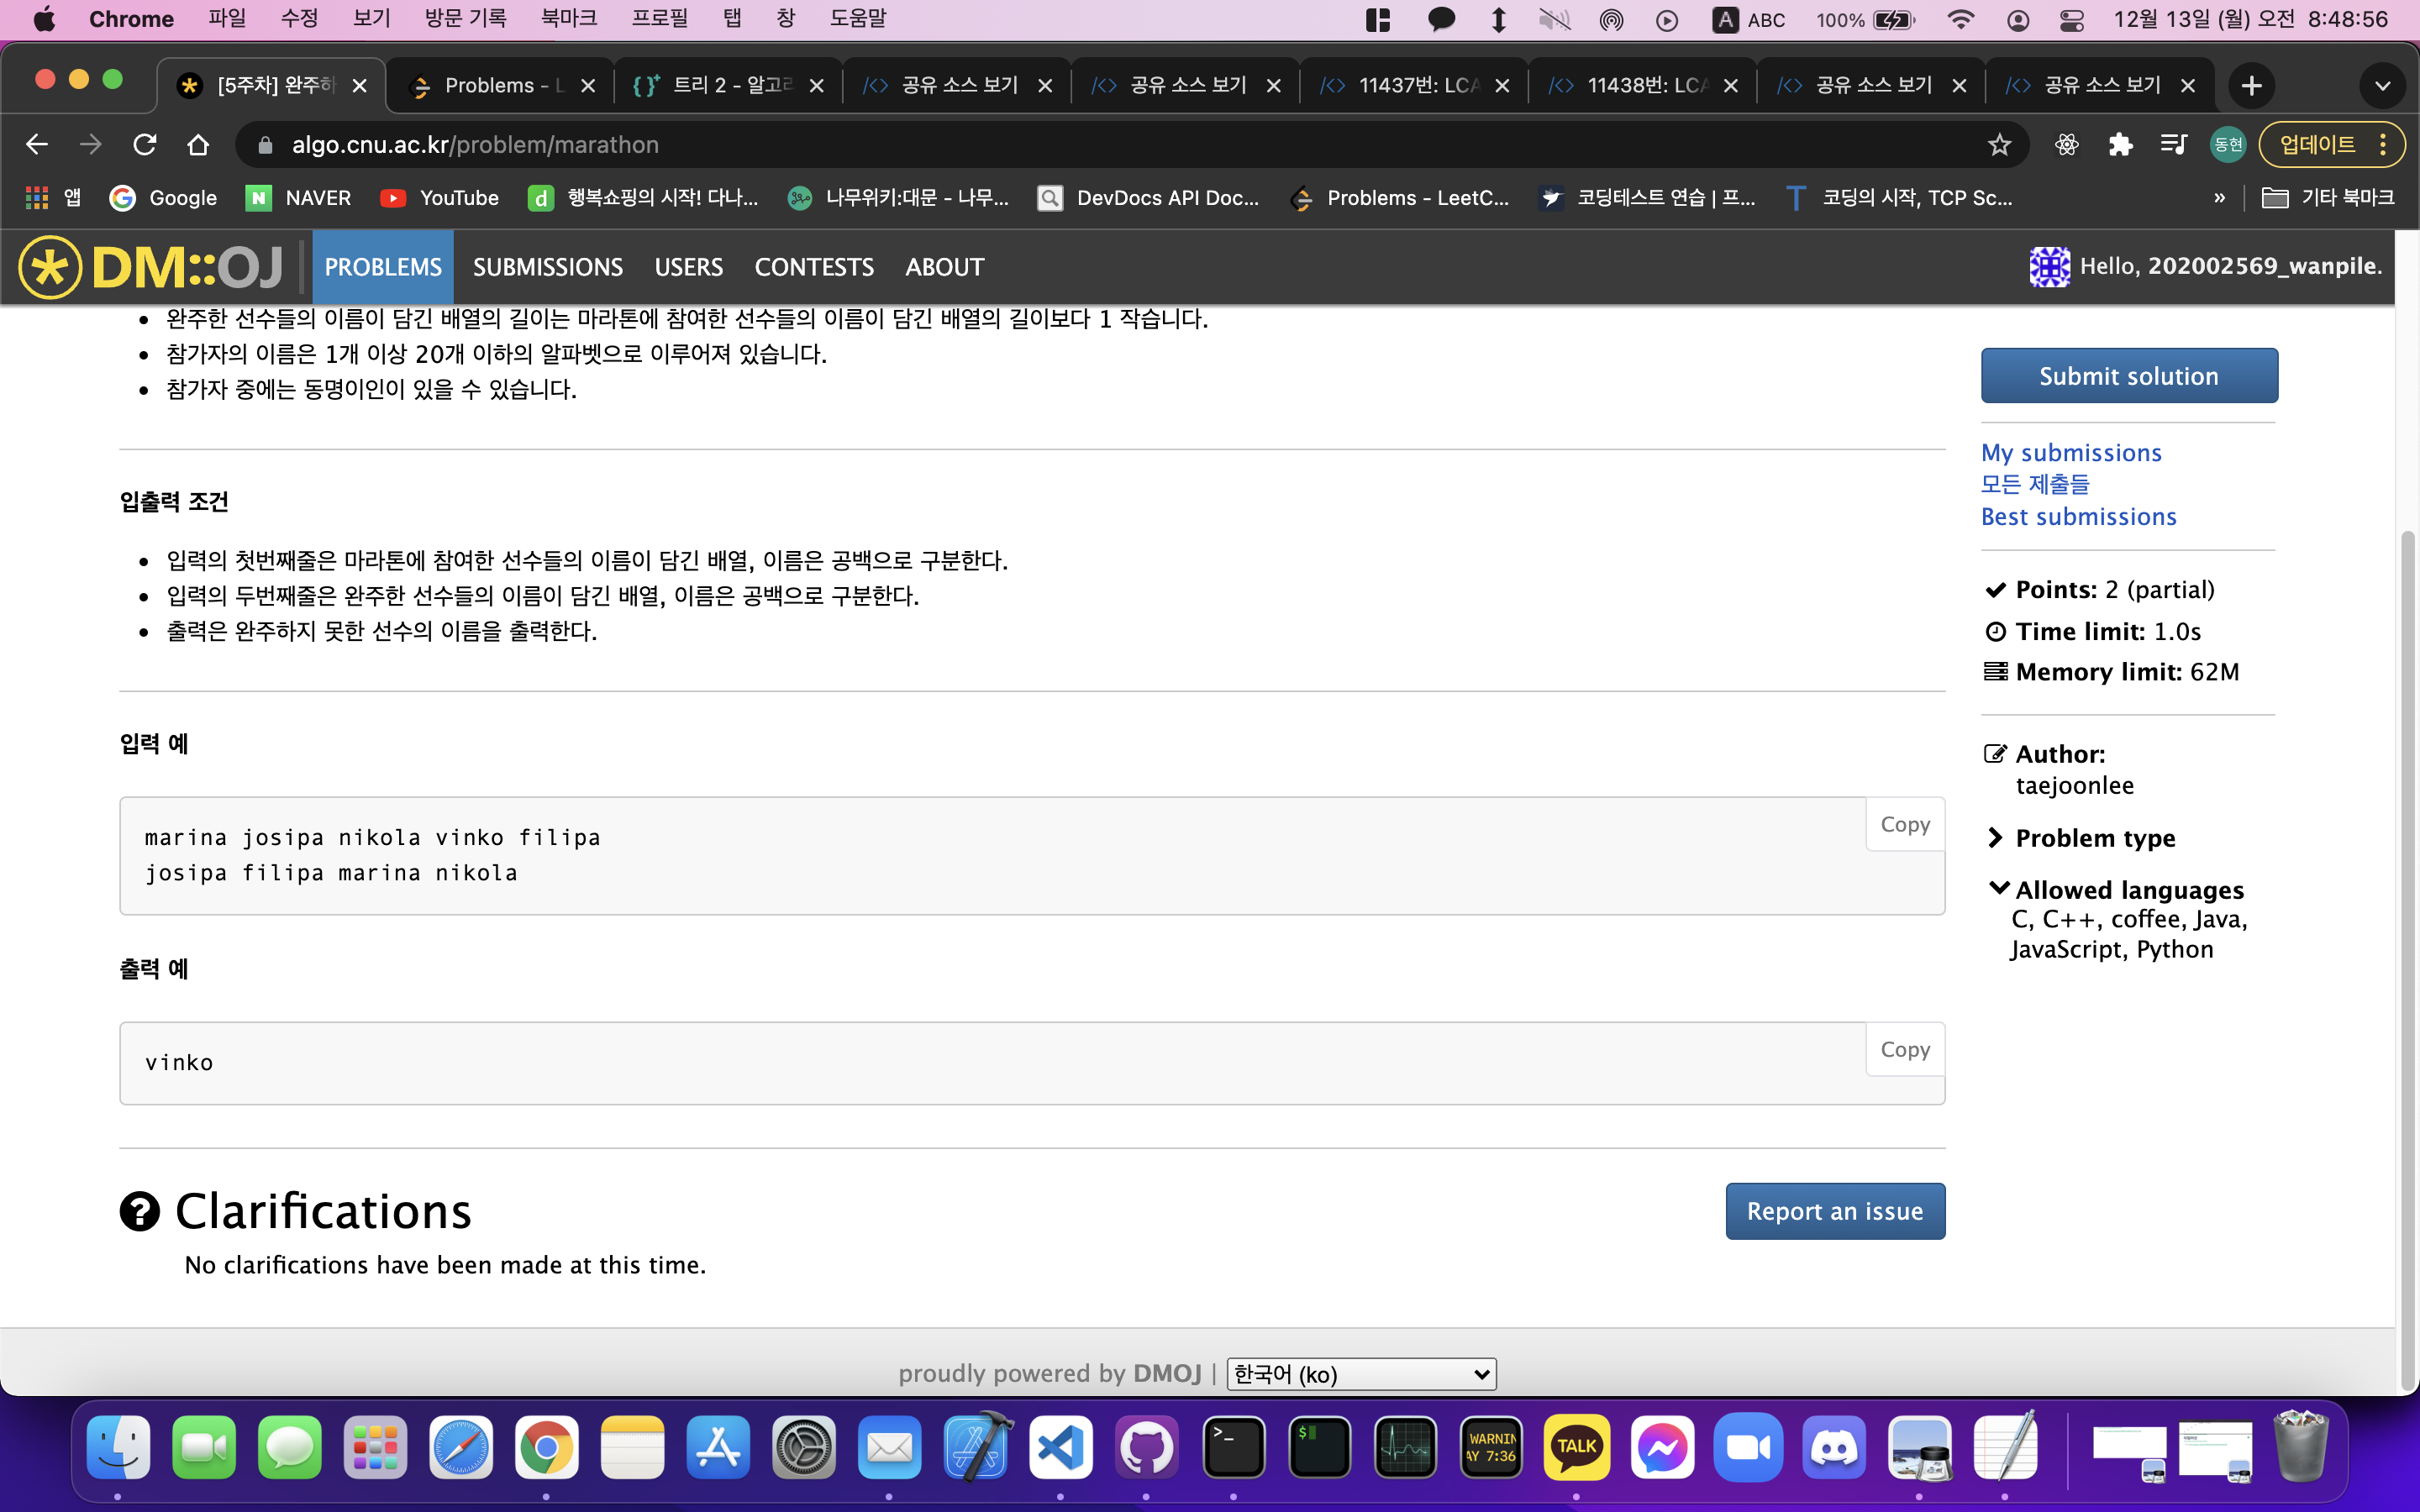 Chrome 파일 수정 보기 방문 기록 북마크 프로필 탭 창 도움말 A ABC 100% 12월 13일 (월) 오전 8:48:56
[5주차] 완주하 Problems - L 트리 2 - 알고리 공유 소스 보기 공유 소스 보기 11437번: LCA 11438번: LCA 공유 소스 보기 공유 소스 보기
algo.cnu.ac.kr/problem/marathon 동현 업데이트
앱 Google NAVER YouTube 행복쇼핑의 시작! 다나... 나무위키:대문 - 나무... DevDocs API Doc... Problems - LeetC... 코딩테스트 연습 | 프... 코딩의 시작, TCP Sc... » 기타 북마크
DM::OJ PROBLEMS SUBMISSIONS USERS CONTESTS ABOUT Hello, 202002569_wanpile.
완주한 선수들의 이름이 담긴 배열의 길이는 마라톤에 참여한 선수들의 이름이 담긴 배열의 길이보다 1 작습니다.
참가자의 이름은 1개 이상 20개 이하의 알파벳으로 이루어져 있습니다.
참가자 중에는 동명이인이 있을 수 있습니다.
입출력 조건
입력의 첫번째줄은 마라톤에 참여한 선수들의 이름이 담긴 배열, 이름은 공백으로 구분한다.
입력의 두번째줄은 완주한 선수들의 이름이 담긴 배열, 이름은 공백으로 구분한다.
출력은 완주하지 못한 선수의 이름을 출력한다.
입력 예
Copy
marina josipa nikola vinko filipa
josipa filipa marina nikola
출력 예
Copy
vinko
Clarifications
Report an issue
No clarifications have been made at this time.
Submit solution
My submissions
모든 제출들
Best submissions
Points: 2 (partial)
Time limit: 1.0s
Memory limit: 62M
Author:
taejoonlee
Problem type
Allowed languages
C, C++, coffee, Java,
JavaScript, Python
proudly powered by DMOJ | 한국어 (ko)
WARNIN
AY 7:36
TALK